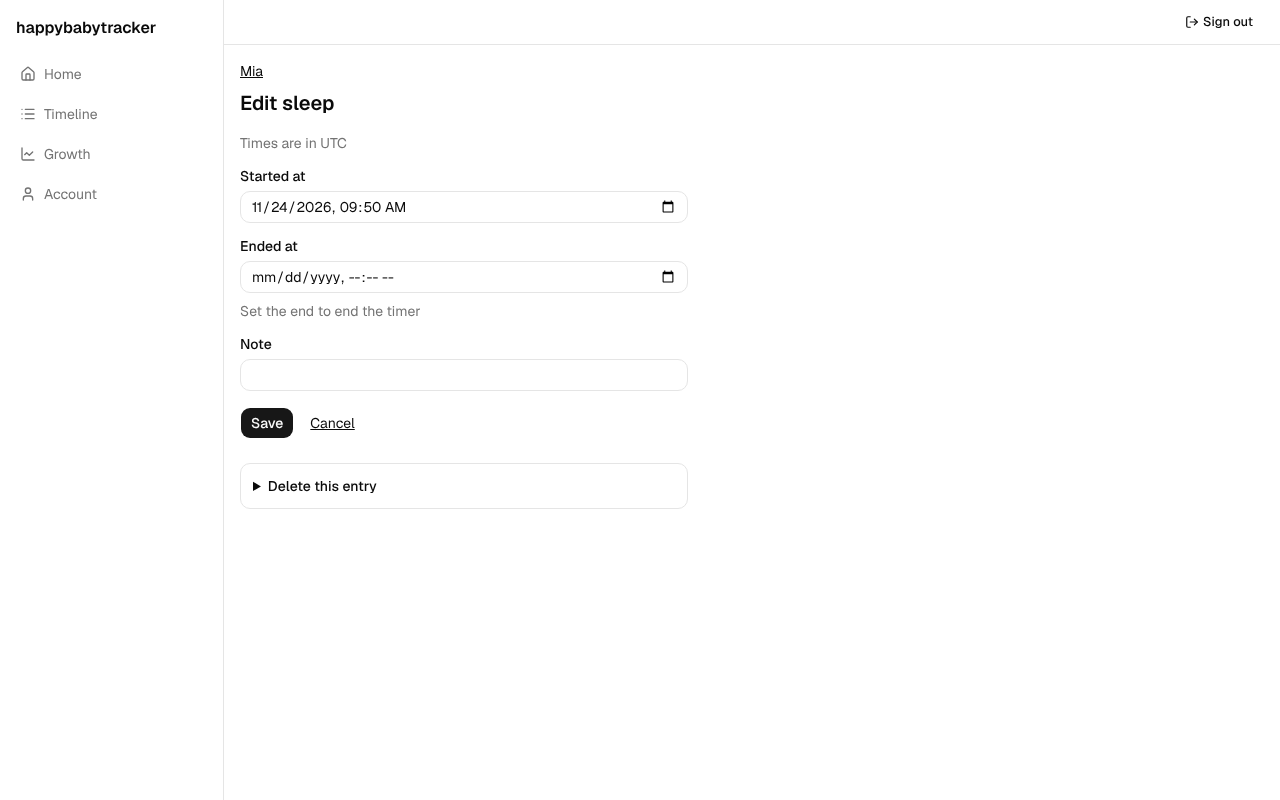 happybabytracker
Sign out
Home
Timeline
Growth
Account
Mia
Edit sleep
Times are in UTC
Started at
11/24/2026, 09:50 AM
Ended at
mm/dd/yyyy, --:-- --
Set the end to end the timer
Note
Save
Cancel
Delete this entry